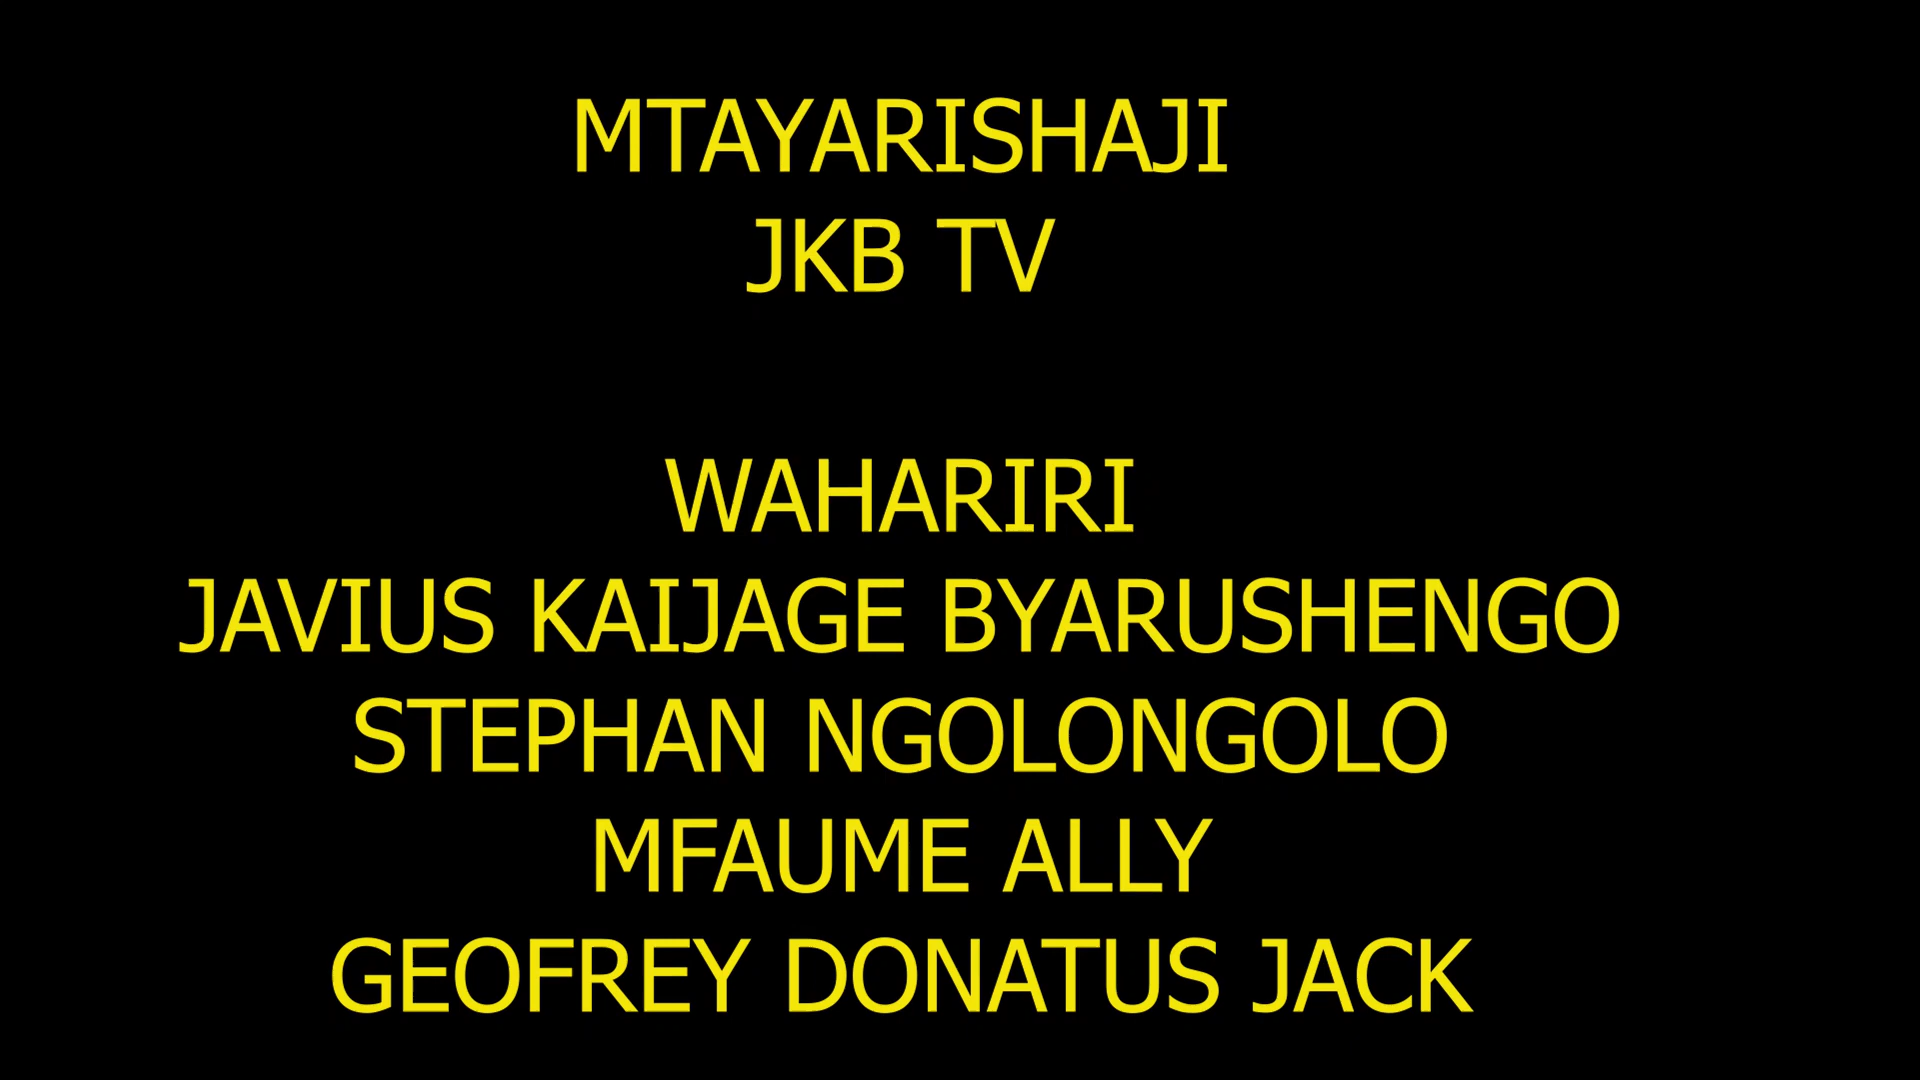 MTAYARISHAJI
JKB TV
WAHARIRI
JAVIUS KAIJAGE BYARUSHENGO
STEPHAN NGOLONGOLO
MFAUME ALLY
GEOFREY DONATUS JACK